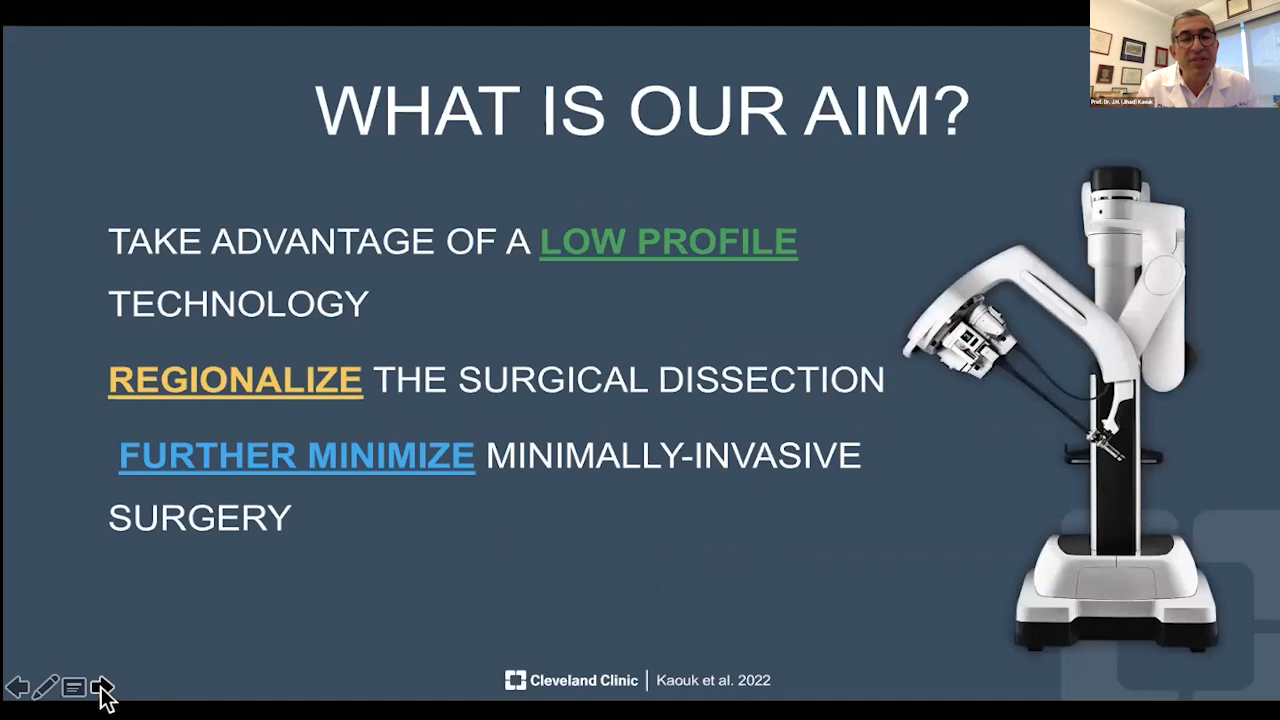 WHAT IS OUR AIM?
TAKE ADVANTAGE OF A LOW PROFILE
TECHNOLOGY
REGIONALIZE THE SURGICAL DISSECTION
FURTHER MINIMIZE MINIMALLY-INVASIVE
SURGERY
Cleveland Clinic | Kaouk et al. 2022
Prof. Dr. J.H. (Jihad) Kaouk